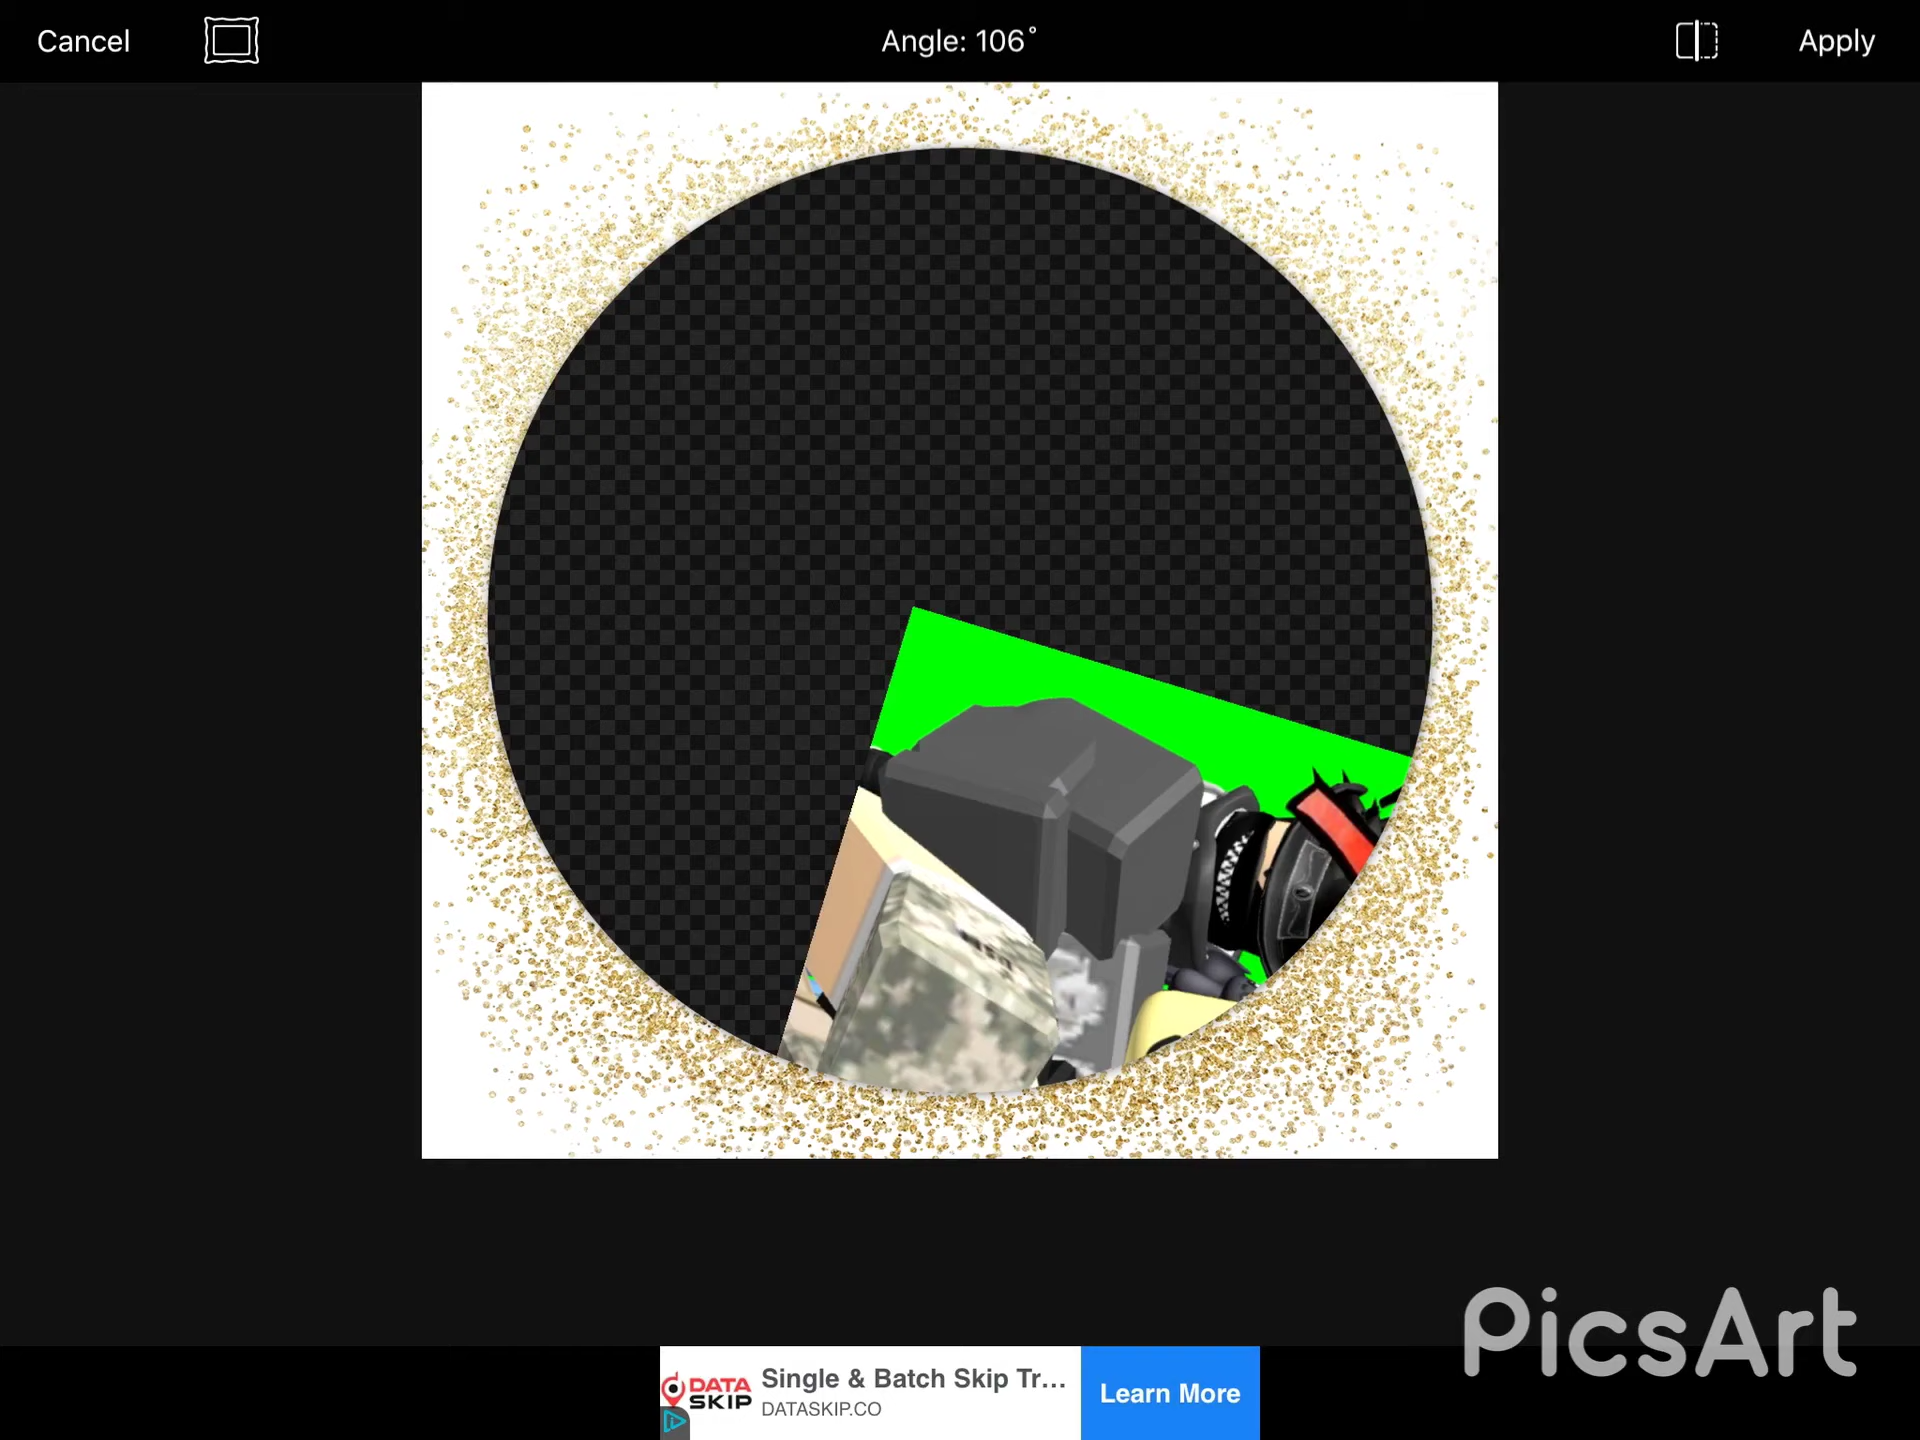 Cancel
Angle: 106°
Apply
PicsArt
DATA
SKIP
Single & Batch Skip Tr...
DATASKIP.CO
Learn More